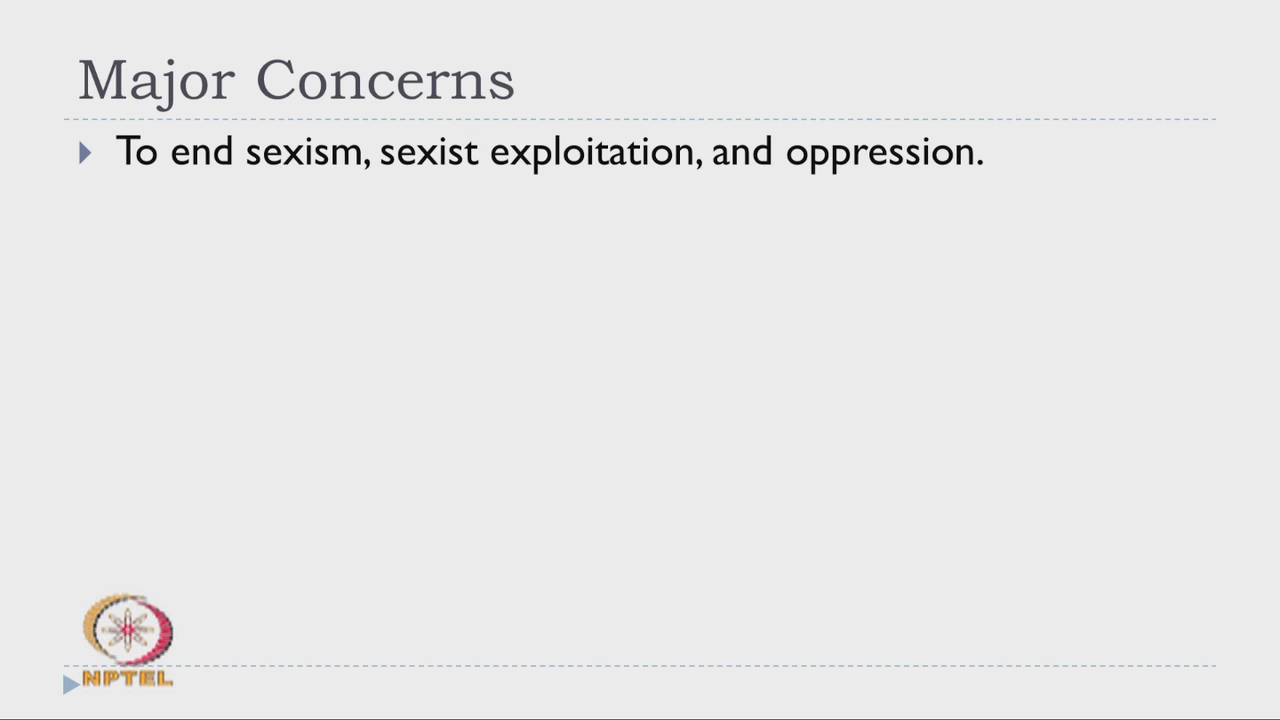 Major Concerns
To end sexism, sexist exploitation, and oppression.
NPTEL